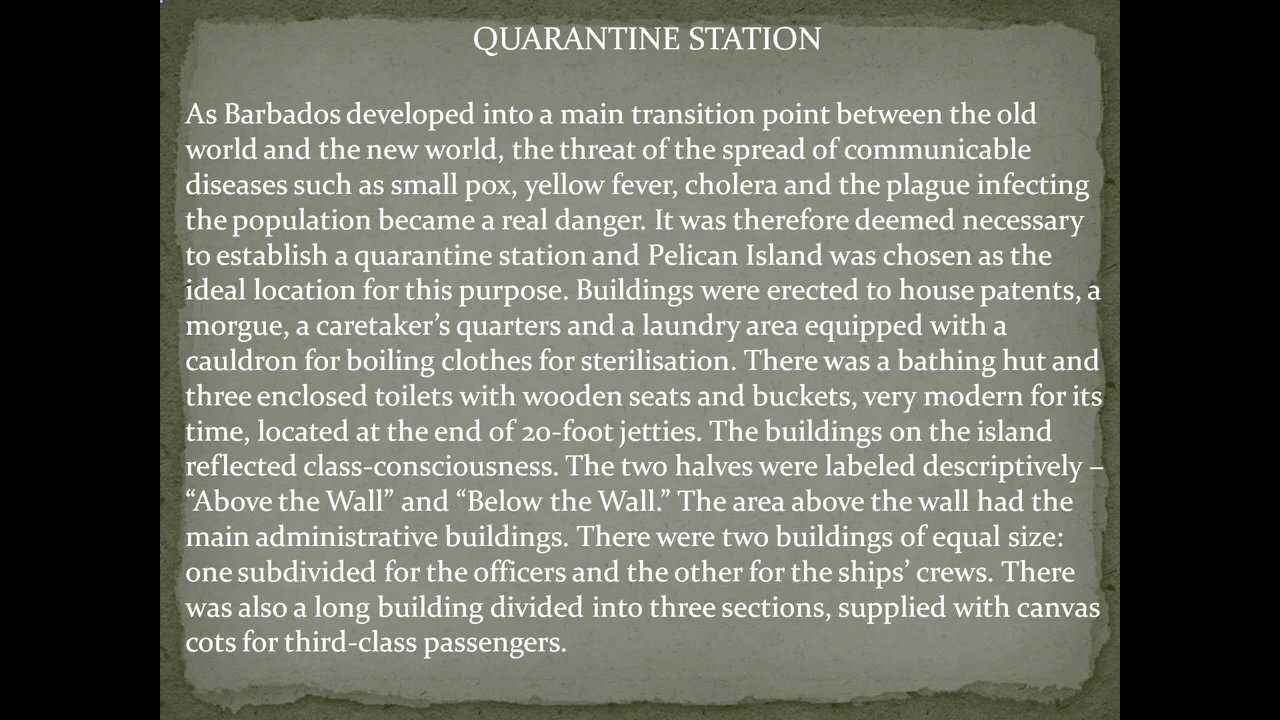 QUARANTINE STATION
As Barbados developed into a main transition point between the old
world and the new world, the threat of the spread of communicable
diseases such as small pox, yellow fever, cholera and the plague infecting
the population became a real danger. It was therefore deemed necessary
to establish a quarantine station and Pelican Island was chosen as the
ideal location for this purpose. Buildings were erected to house patents, a
morgue, a caretaker’s quarters and a laundry area equipped with a
cauldron for boiling clothes for sterilisation. There was a bathing hut and
three enclosed toilets with wooden seats and buckets, very modern for its
time, located at the end of 20-foot jetties. The buildings on the island
reflected class-consciousness. The two halves were labeled descriptively –
“Above the Wall” and “Below the Wall.” The area above the wall had the
main administrative buildings. There were two buildings of equal size:
one subdivided for the officers and the other for the ships’ crews. There
was also a long building divided into three sections, supplied with canvas
cots for third-class passengers.